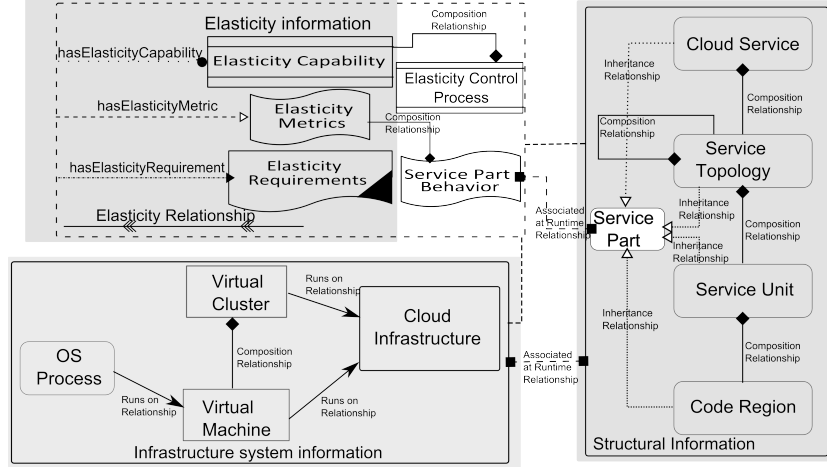 Elasticity information
hasElasticityCapability
Elasticity Capability
Composition
Relationship
Elasticity Control
Process
hasElasticityMetric
Elasticity
Metrics
Composition
Relationship
hasElasticityRequirement
Elasticity
Requirements
Service Part
Behavior
Elasticity Relationship
Associated
at Runtime
Relationship
Cloud Service
Inheritance
Relationship
Composition
Relationship
Composition
Relationship
Service
Topology
Inheritance
Relationship
Service
Part
Composition
Relationship
Inheritance
Relationship
Service Unit
Inheritance
Relationship
Composition
Relationship
Code Region
Structural Information
Virtual
Cluster
Runs on
Relationship
Cloud
Infrastructure
OS
Process
Composition
Relationship
Associated
at Runtime
Relationship
Runs on
Relationship
Virtual
Machine
Runs on
Relationship
Infrastructure system information